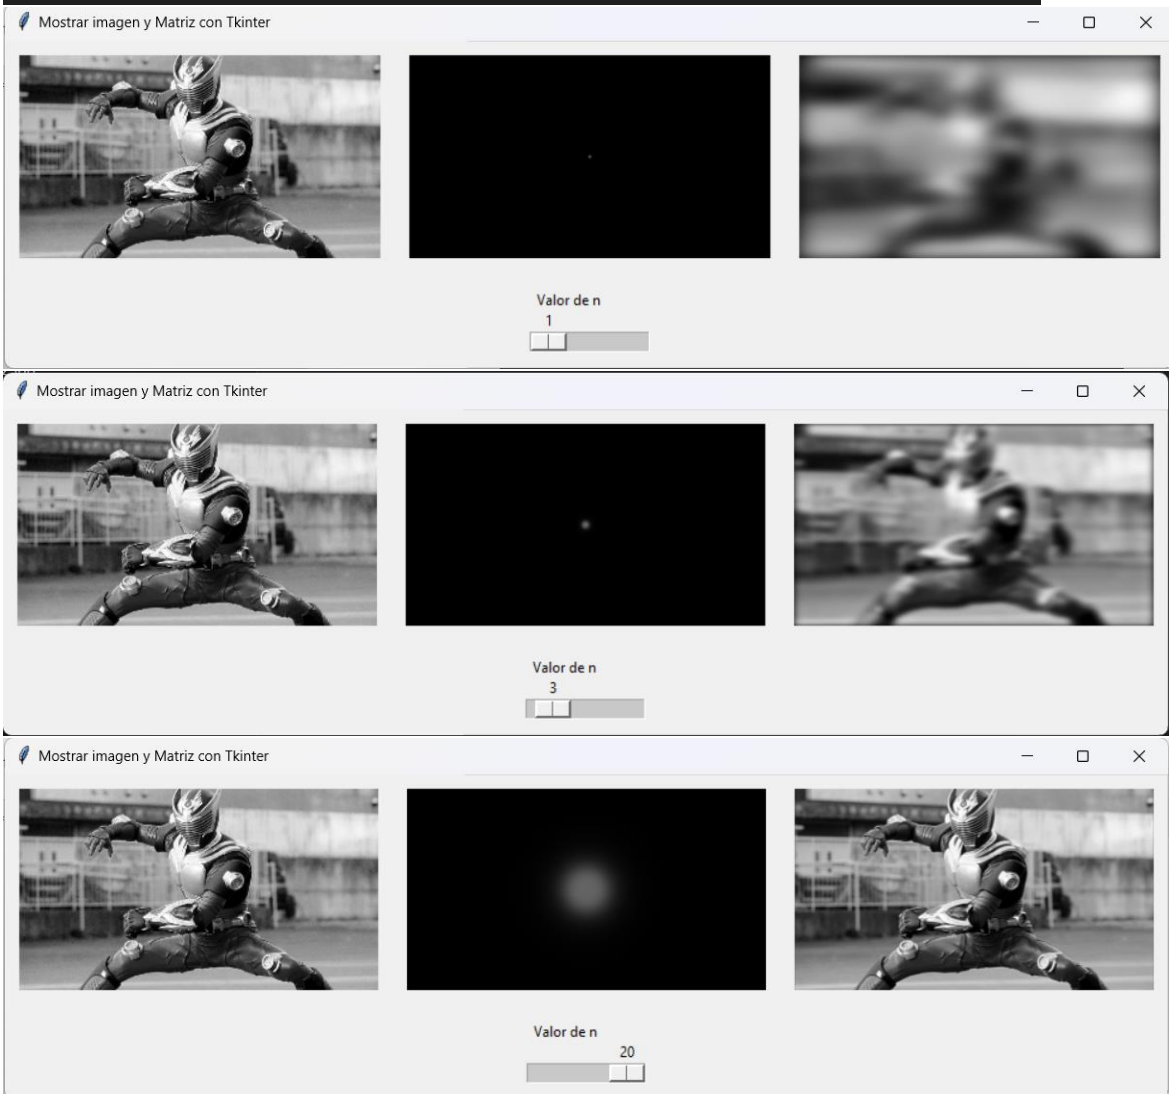 Mostrar imagen y Matriz con Tkinter
Valor de n
1
Mostrar imagen y Matriz con Tkinter
Valor de n
3
Mostrar imagen y Matriz con Tkinter
Valor de n
20